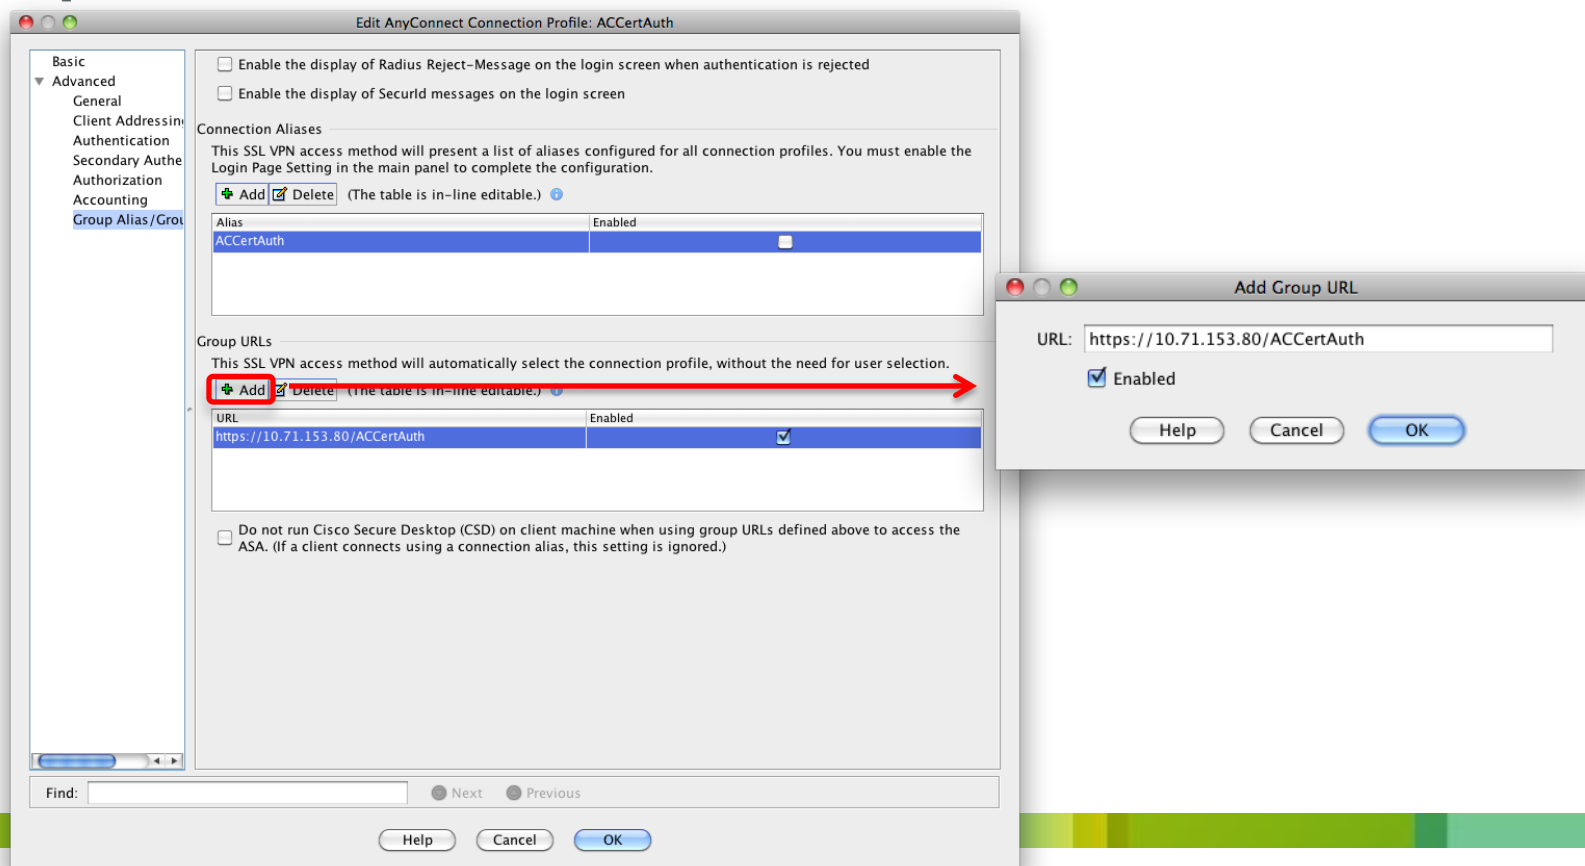 Edit AnyConnect Connection Profile: ACCertAuth
Basic
Advanced
General
Client Addressin
Authentication
Secondary Authe
Authorization
Accounting
Group Alias/Grou
Enable the display of Radius Reject-Message on the login screen when authentication is rejected
Enable the display of SecurId messages on the login screen
Connection Aliases
This SSL VPN access method will present a list of aliases configured for all connection profiles. You must enable the
Login Page Setting in the main panel to complete the configuration.
Add Delete (The table is in-line editable.)
Alias Enabled
ACCertAuth
Group URLs
This SSL VPN access method will automatically select the connection profile, without the need for user selection.
Add Delete (The table is in-line editable.)
URL Enabled
https://10.71.153.80/ACCertAuth
Do not run Cisco Secure Desktop (CSD) on client machine when using group URLs defined above to access the
ASA. (If a client connects using a connection alias, this setting is ignored.)
Find: Next Previous
Help Cancel OK
Add Group URL
URL: https://10.71.153.80/ACCertAuth
Enabled
Help Cancel OK